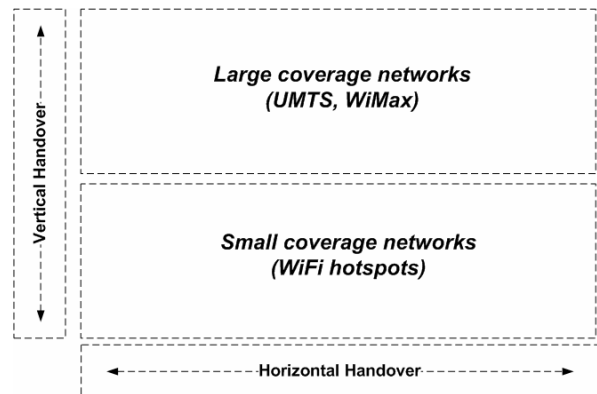 Large coverage networks
(UMTS, WiMax)
Vertical Handover
Small coverage networks
(WiFi hotspots)
Horizontal Handover